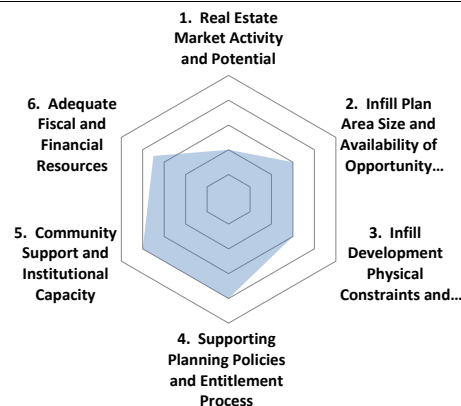 1. Real Estate
Market Activity
and Potential
2. Infill Plan
Area Size and
Availability of
Opportunity…
3. Infill
Development
Physical
Constraints and…
4. Supporting
Planning Policies
and Entitlement
Process
5. Community
Support and
Institutional
Capacity
6. Adequate
Fiscal and
Financial
Resources